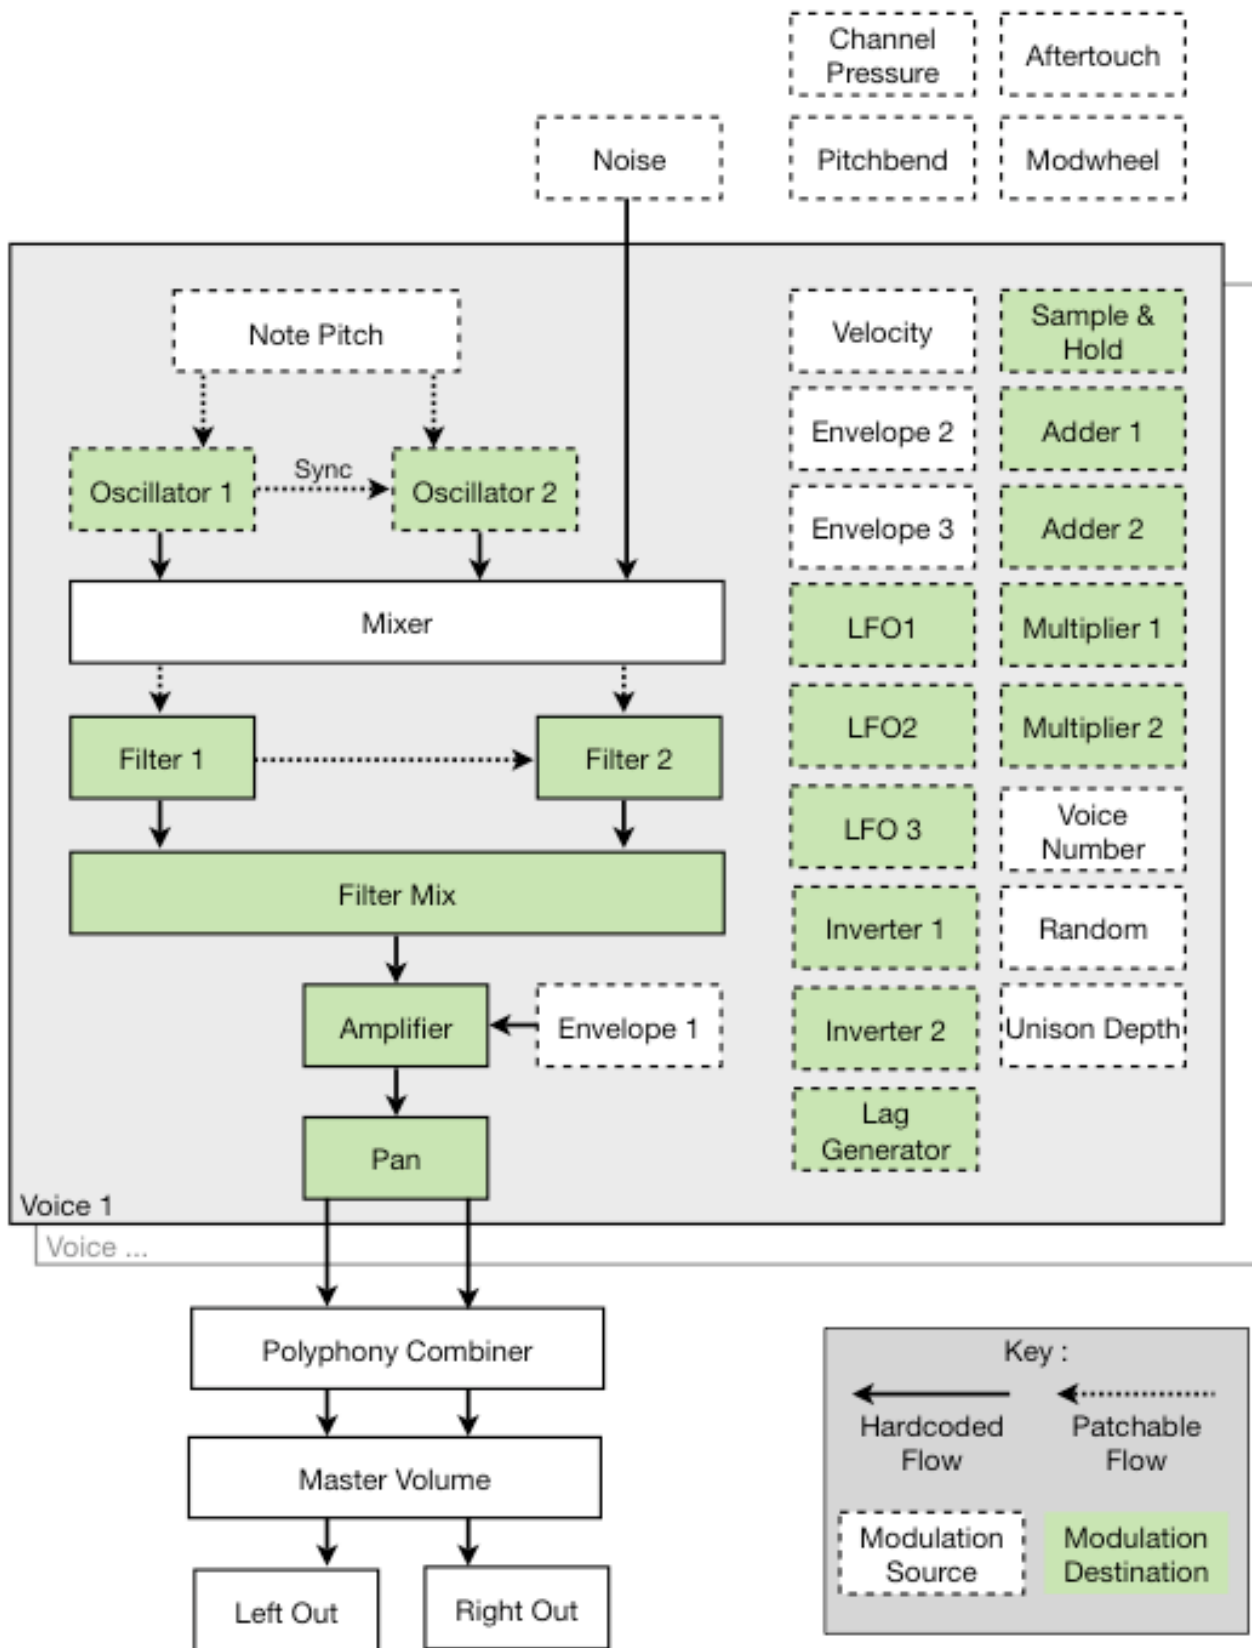 Channel
Pressure
Aftertouch
Noise
Pitchbend
Modwheel
Note Pitch
Velocity
Sample &
Hold
Envelope 2
Adder 1
Oscillator 1
Sync
Oscillator 2
Envelope 3
Adder 2
Mixer
LFO1
Multiplier 1
Filter 1
Filter 2
LFO2
Multiplier 2
LFO 3
Voice
Number
Filter Mix
Inverter 1
Random
Amplifier
Envelope 1
Inverter 2
Unison Depth
Lag
Generator
Pan
Voice 1
Voice ...
Polyphony Combiner
Master Volume
Left Out
Right Out
Key :
Hardcoded
Flow
Patchable
Flow
Modulation
Source
Modulation
Destination